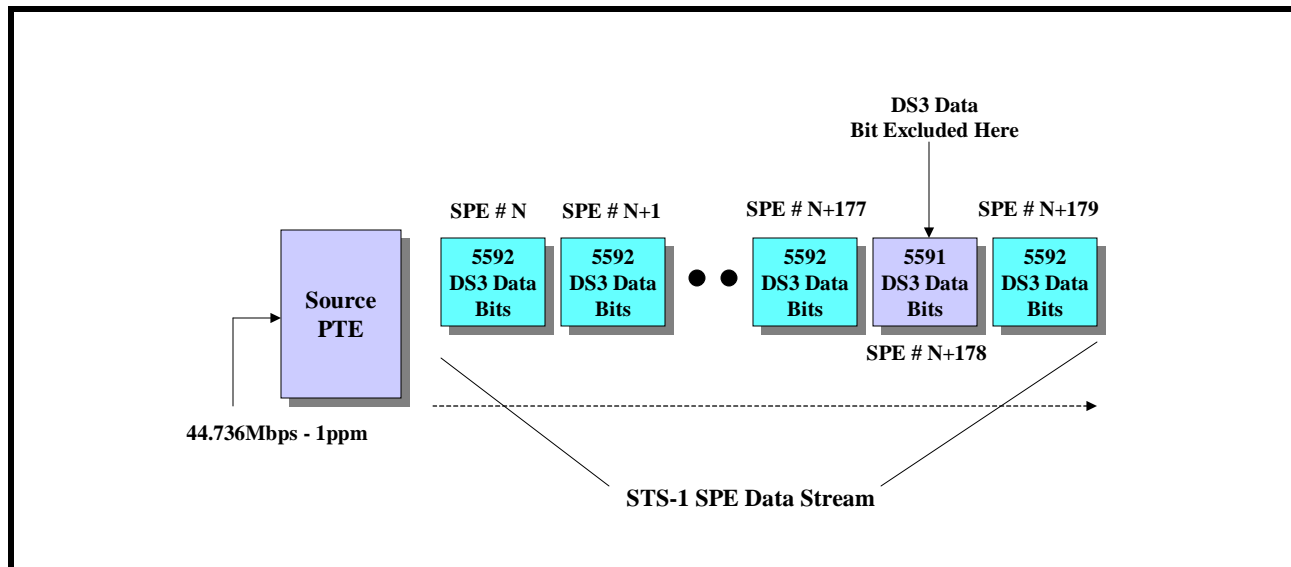 DS3 Data
Bit Excluded Here
SPE # N
SPE # N+1
SPE # N+177
SPE # N+179
Source
PTE
5592
DS3 Data
Bits
5592
DS3 Data
Bits
5592
DS3 Data
Bits
5591
DS3 Data
Bits
5592
DS3 Data
Bits
SPE # N+178
44.736Mbps - 1ppm
STS-1 SPE Data Stream